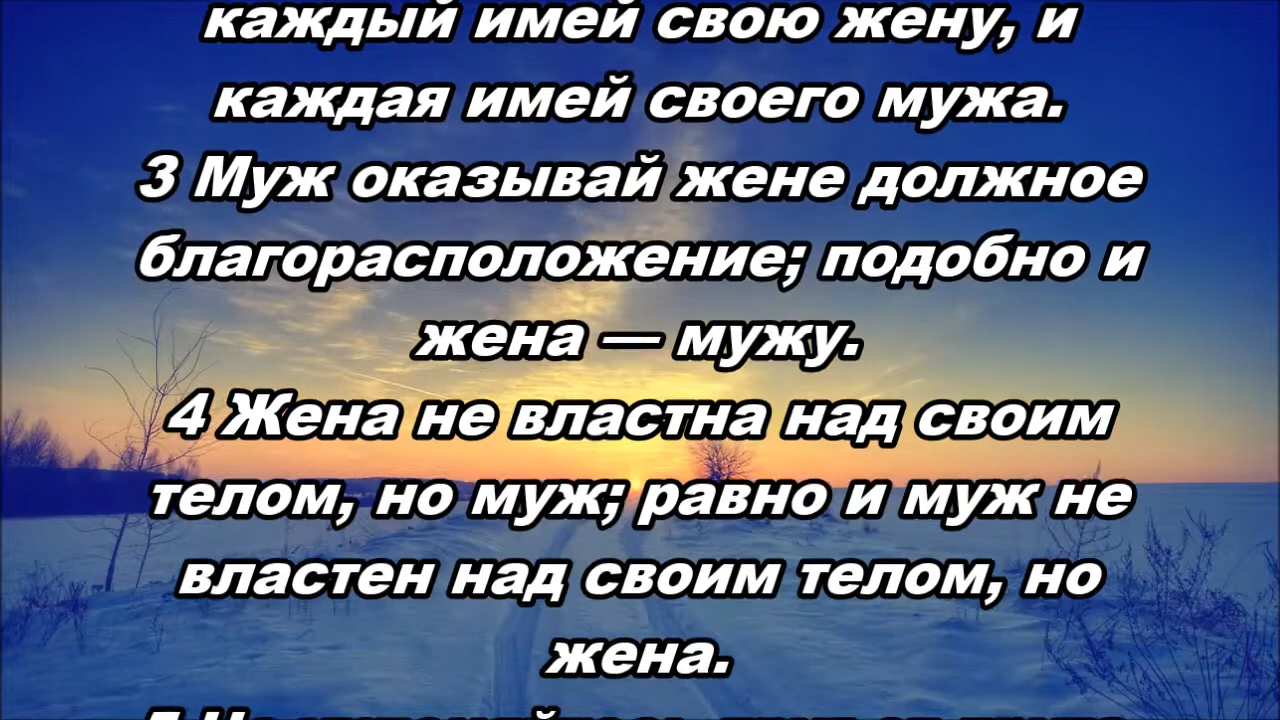 каждый имей свою жену, и
каждая имей своего мужа.
3 Муж оказывай жене должное
благорасположение; подобно и
жена — мужу.
4 Жена не властна над своим
телом, но муж; равно и муж не
властен над своим телом, но
жена.